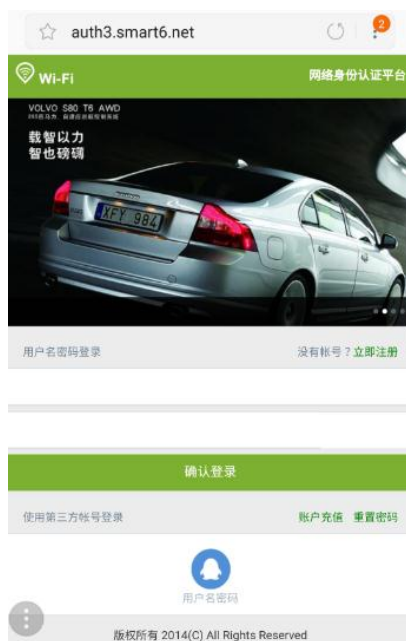 auth3.smart6.net
2
Wi-Fi
网络身份认证平台
VOLVO S80 T6 AWD
载智以力
智也磅礴
XFY 984
用户名密码登录
没有帐号？立即注册
确认登录
使用第三方帐号登录
账户充值 重置密码
用户名密码
版权所有 2014(C) All Rights Reserved